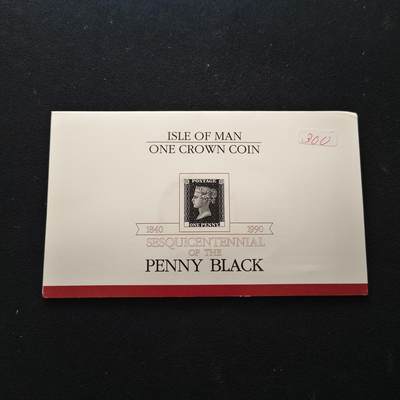 ISLE OF MAN
ONE CROWN COIN
300
POSTAGE
ONE PENNY
1840 1990
SESQUICENTENNIAL
OF THE
PENNY BLACK